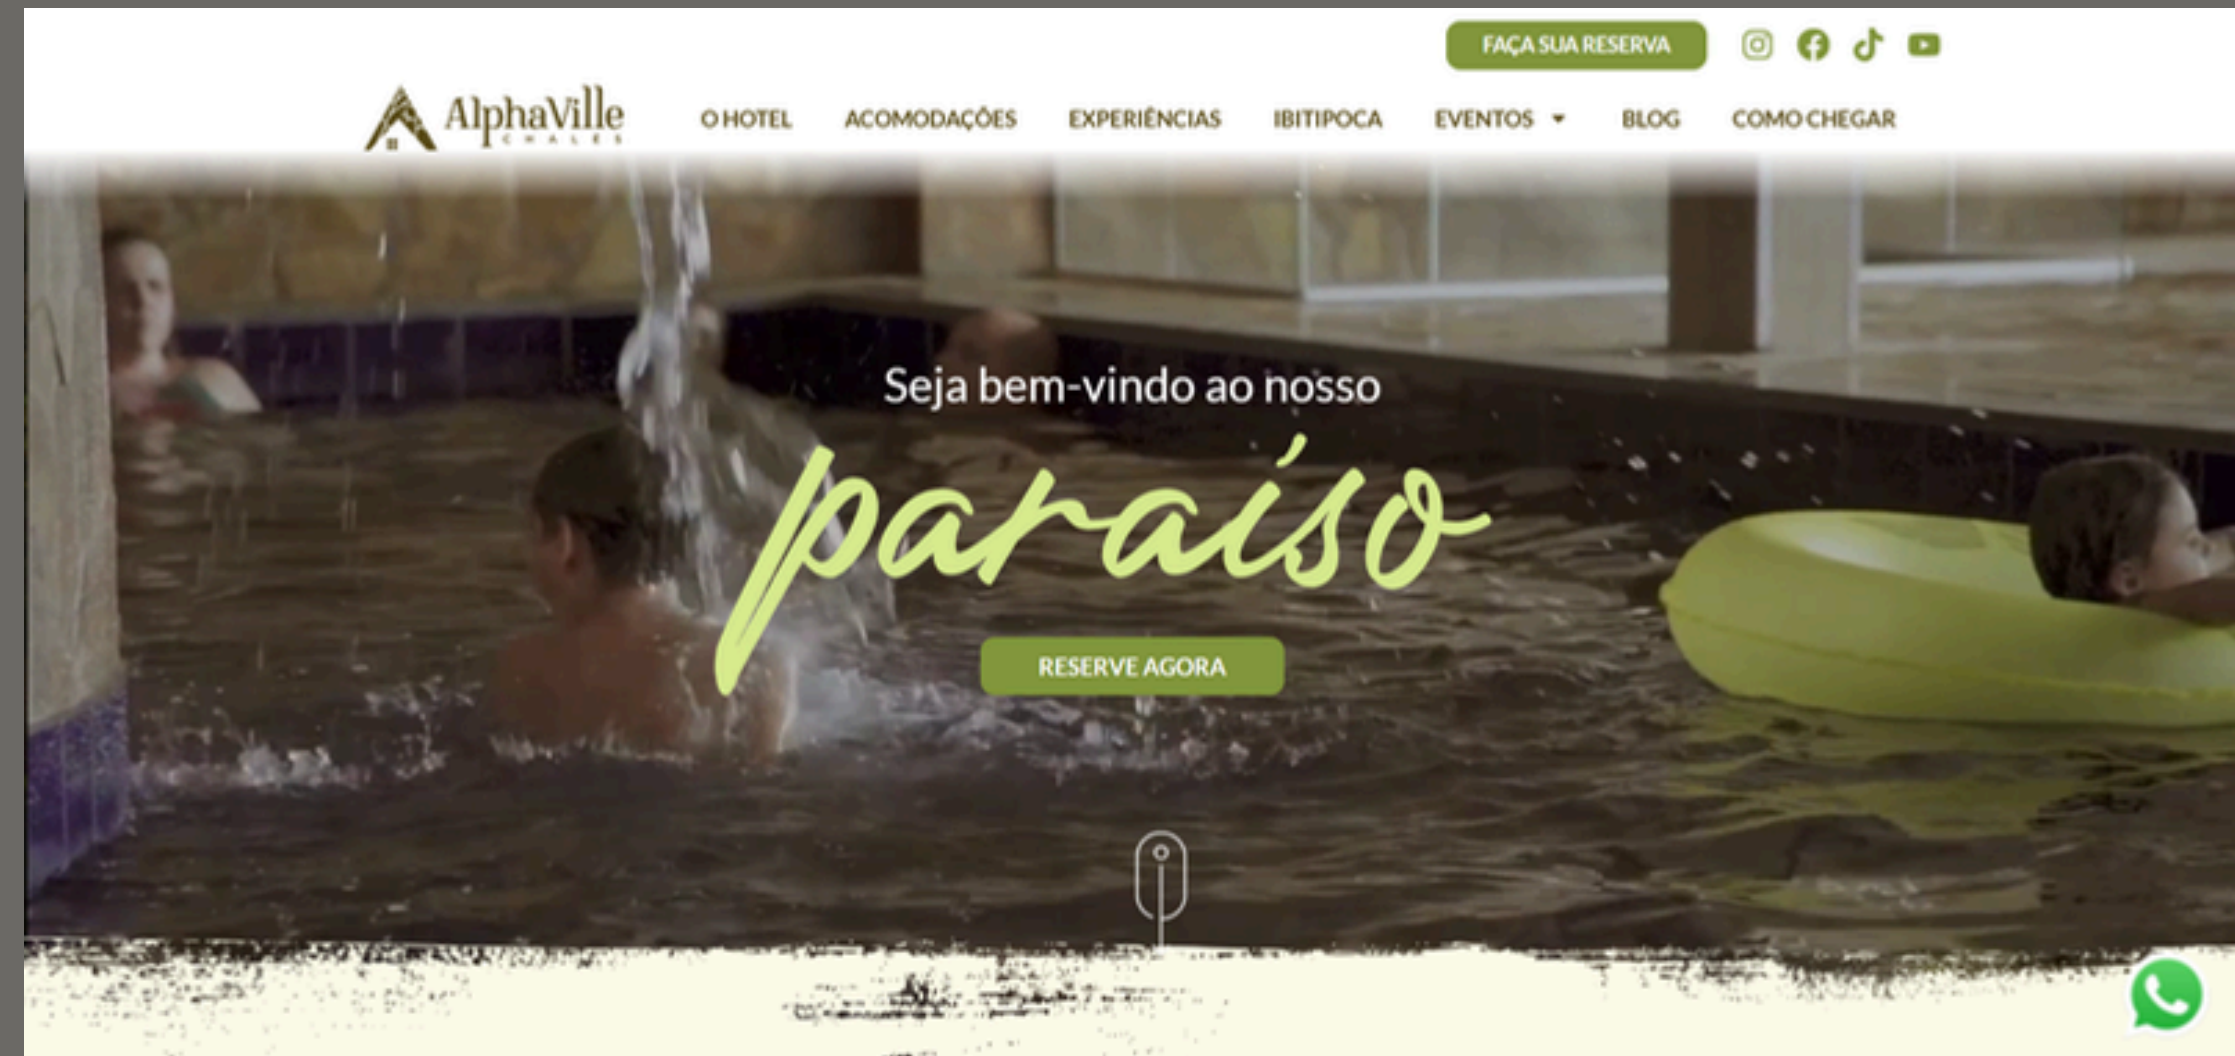 FAÇA SUA RESERVA
AlphaVille
CHALÉS
O HOTEL ACOMODAÇÕES EXPERIÊNCIAS IBITIPOCA EVENTOS BLOG COMO CHEGAR
Seja bem-vindo ao nosso
paraíso
RESERVE AGORA